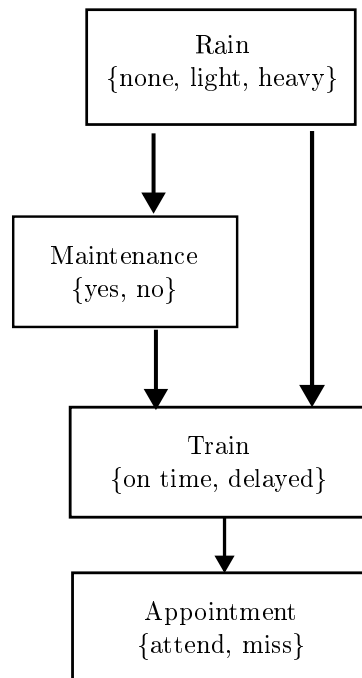 Rain
{none, light, heavy}
Maintenance
{yes, no}
Train
{on time, delayed}
Appointment
{attend, miss}